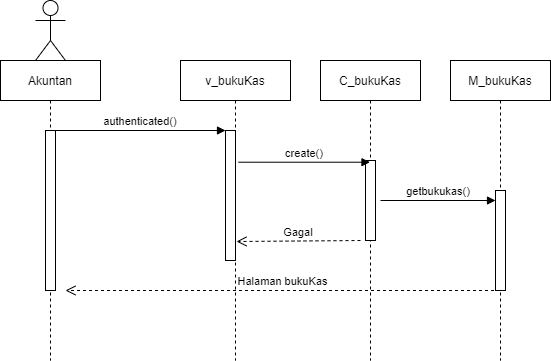 Akuntan
v_bukuKas
C_bukuKas
M_bukuKas
authenticated()
create()
getbukukas()
Gagal
Halaman bukuKas